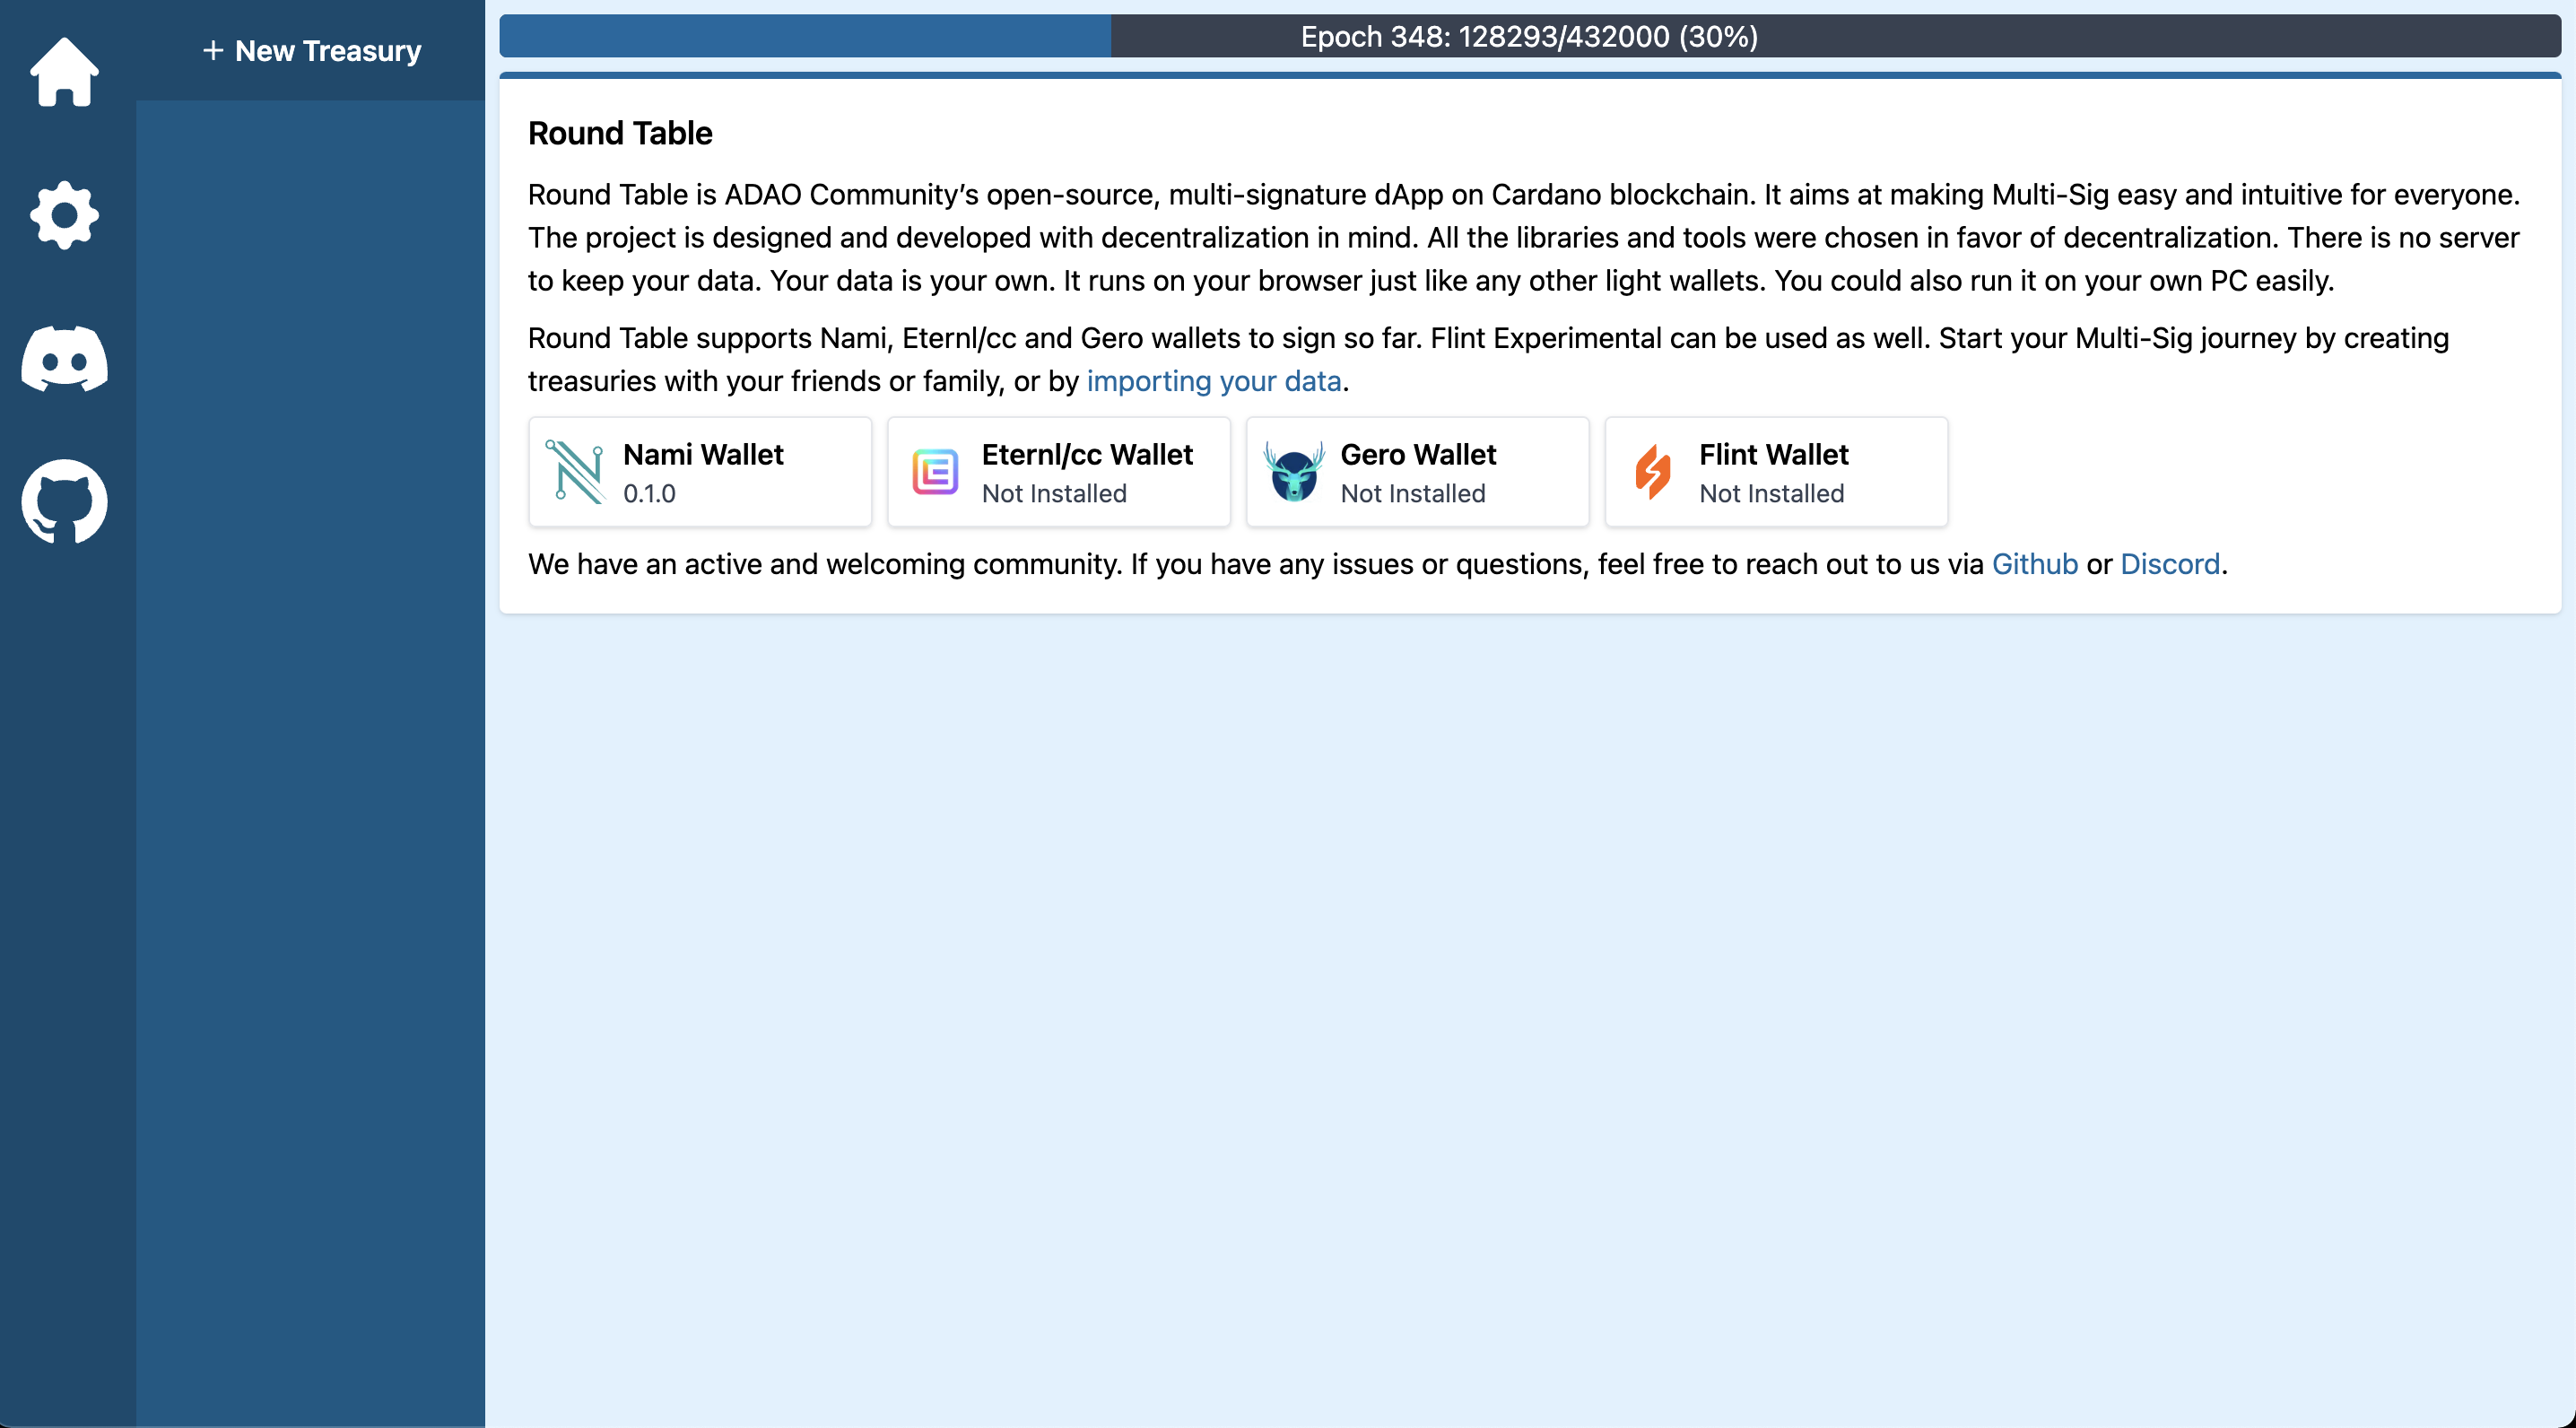 + New Treasury
Epoch 348: 128293/432000 (30%)
Round Table
Round Table is ADAO Community’s open-source, multi-signature dApp on Cardano blockchain. It aims at making Multi-Sig easy and intuitive for everyone.
The project is designed and developed with decentralization in mind. All the libraries and tools were chosen in favor of decentralization. There is no server
to keep your data. Your data is your own. It runs on your browser just like any other light wallets. You could also run it on your own PC easily.
Round Table supports Nami, Eternl/cc and Gero wallets to sign so far. Flint Experimental can be used as well. Start your Multi-Sig journey by creating
treasuries with your friends or family, or by importing your data.
Nami Wallet
0.1.0
Eternl/cc Wallet
Not Installed
Gero Wallet
Not Installed
Flint Wallet
Not Installed
We have an active and welcoming community. If you have any issues or questions, feel free to reach out to us via Github or Discord.